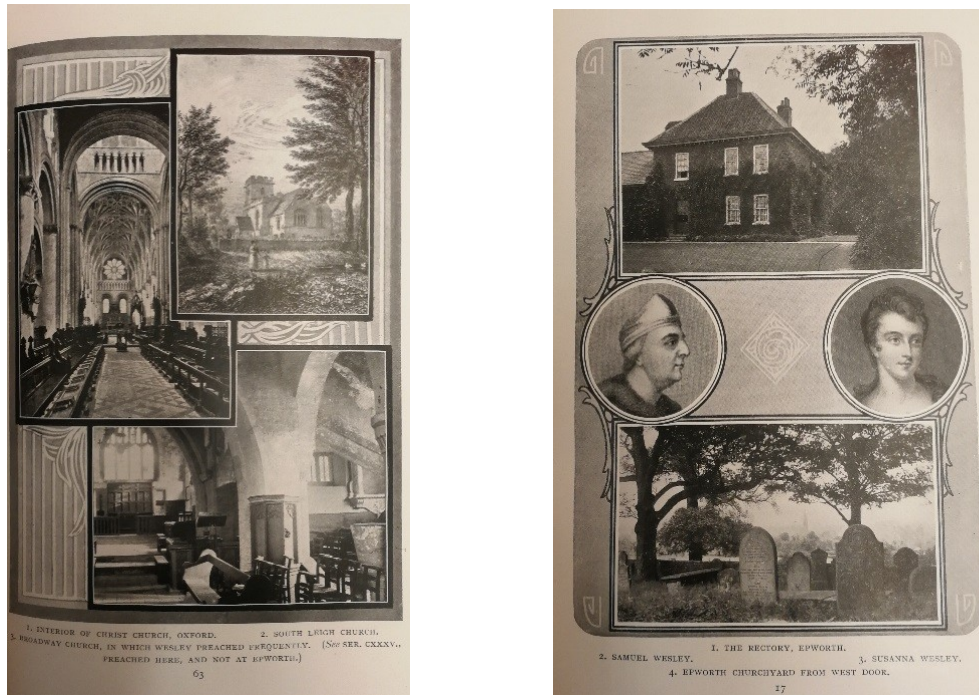 1. INTERIOR OF CHRIST CHURCH, OXFORD. 2. SOUTH LEIGH CHURCH.
3. BROADWAY CHURCH, IN WHICH WESLEY PREACHED FREQUENTLY. (See SER. CXXXV.,
PREACHED HERE, AND NOT AT EPWORTH.)
63
1. THE RECTORY, EPWORTH.
2. SAMUEL WESLEY. 3. SUSANNA WESLEY.
4. EPWORTH CHURCHYARD FROM WEST DOOR.
17